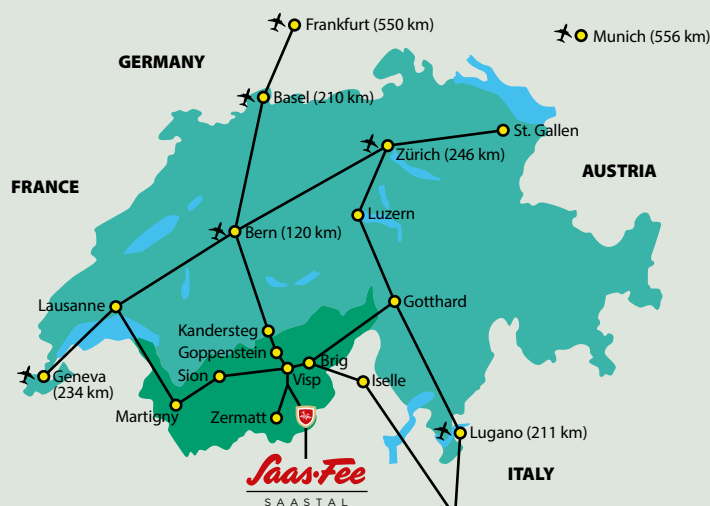 Frankfurt (550 km)
Munich (556 km)
GERMANY
Basel (210 km)
St. Gallen
Zürich (246 km)
AUSTRIA
FRANCE
Luzern
Bern (120 km)
Lausanne
Gotthard
Kandersteg
Goppenstein
Brig
Geneva
(234 km)
Sion
Visp
Iselle
Martigny
Zermatt
Lugano (211 km)
Saas-Fee
ITALY
SAASTAL